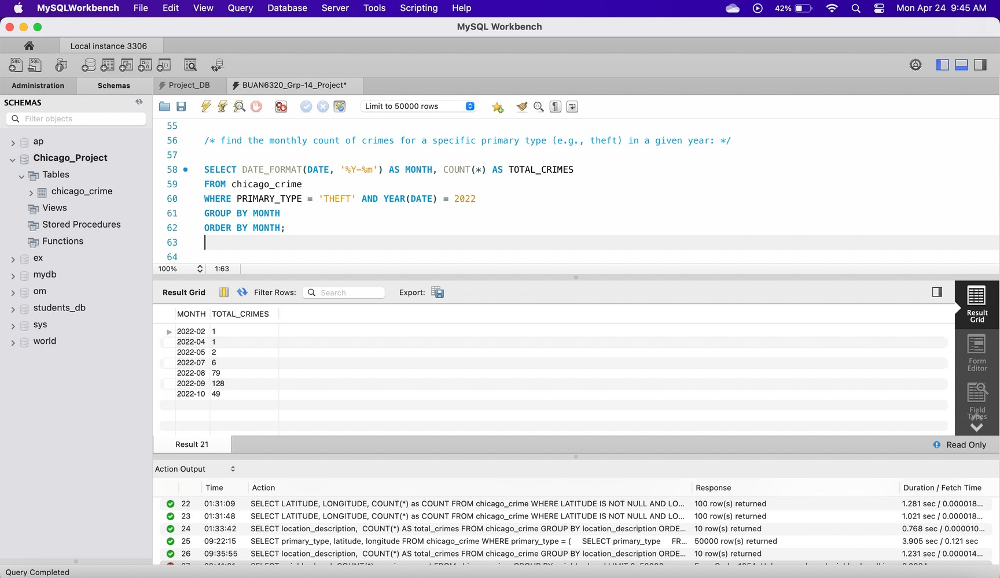 MySQLWorkbench File Edit View Query Database Server Tools Scripting Help 42% Mon Apr 24 9:45 AM
MySQL Workbench
Local instance 3306
Administration Schemas Project_DB BUAN6320_Grp-14_Project*
SCHEMAS
Filter objects
ap
Chicago_Project
Tables
chicago_crime
Views
Stored Procedures
Functions
ex
mydb
om
students_db
sys
world
Limit to 50000 rows
55
56 /* find the monthly count of crimes for a specific primary type (e.g., theft) in a given year: */
57
58 SELECT DATE_FORMAT(DATE, '%Y-%m') AS MONTH, COUNT(*) AS TOTAL_CRIMES
59 FROM chicago_crime
60 WHERE PRIMARY_TYPE = 'THEFT' AND YEAR(DATE) = 2022
61 GROUP BY MONTH
62 ORDER BY MONTH;
63
64
100% 1:63
Result Grid Filter Rows: Search Export:
MONTH TOTAL_CRIMES
2022-02 1
2022-04 1
2022-05 2
2022-07 6
2022-08 79
2022-09 128
2022-10 49
Result Grid
Form Editor
Field Types
Result 21 Read Only
Action Output
Time Action Response Duration / Fetch Time
22 01:31:09 SELECT LATITUDE, LONGITUDE, COUNT(*) as COUNT FROM chicago_crime WHERE LATITUDE IS NOT NULL AND LO... 100 row(s) returned 1.281 sec / 0.000018...
23 01:31:48 SELECT LATITUDE, LONGITUDE, COUNT(*) as COUNT FROM chicago_crime WHERE LATITUDE IS NOT NULL AND LO... 100 row(s) returned 1.021 sec / 0.000018...
24 01:33:42 SELECT location_description, COUNT(*) AS total_crimes FROM chicago_crime GROUP BY location_description ORDE... 10 row(s) returned 0.768 sec / 0.000010...
25 09:22:15 SELECT primary_type, latitude, longitude FROM chicago_crime WHERE primary_type = ( SELECT primary_type FR... 50000 row(s) returned 3.905 sec / 0.121 sec
26 09:35:55 SELECT location_description, COUNT(*) AS total_crimes FROM chicago_crime GROUP BY location_description ORDE... 10 row(s) returned 1.231 sec / 0.000014...
Query Completed